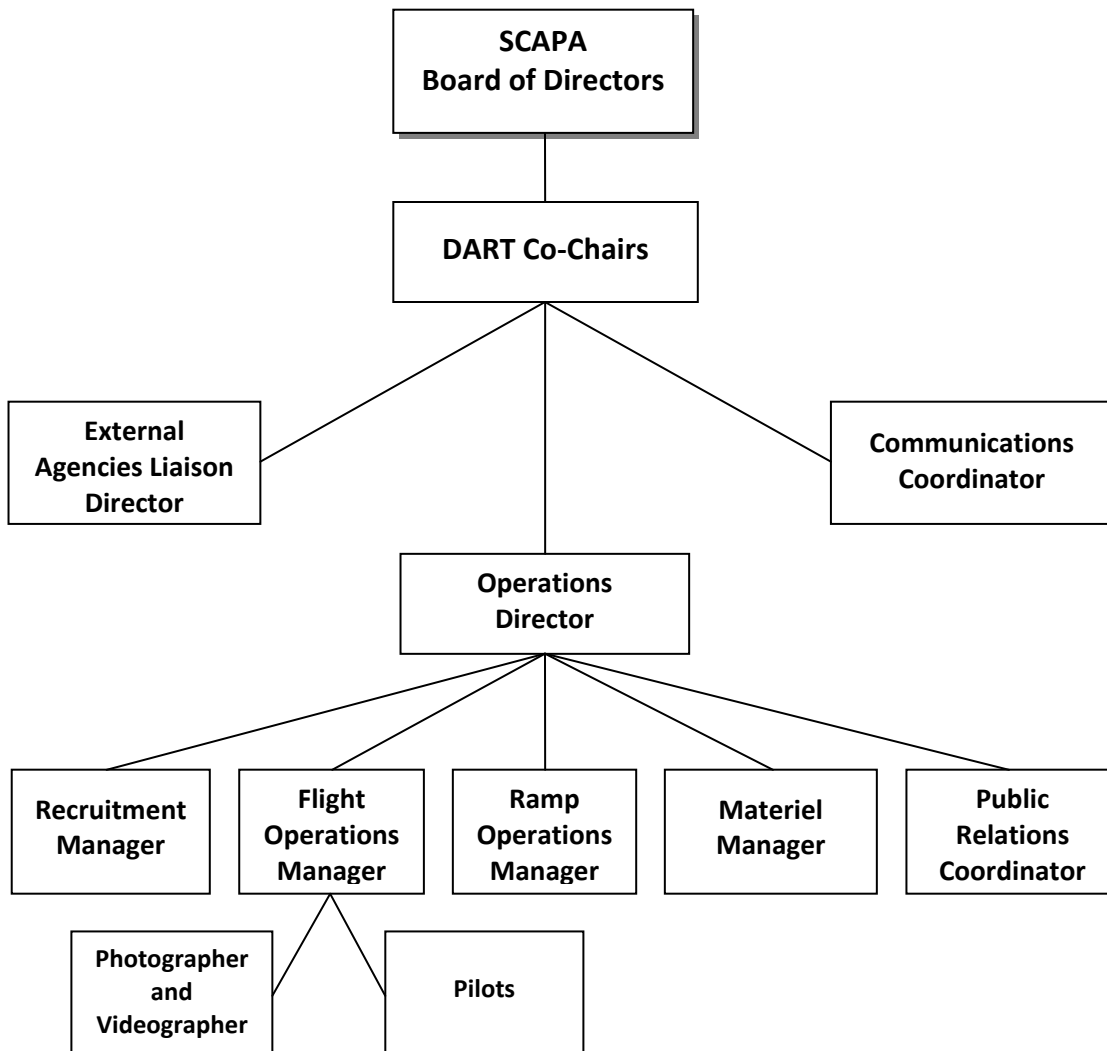 SCAPA
Board of Directors
DART Co-Chairs
External
Agencies Liaison
Director
Communications
Coordinator
Operations
Director
Recruitment
Manager
Flight
Operations
Manager
Ramp
Operations
Manager
Materiel
Manager
Public
Relations
Coordinator
Photographer
and
Videographer
Pilots